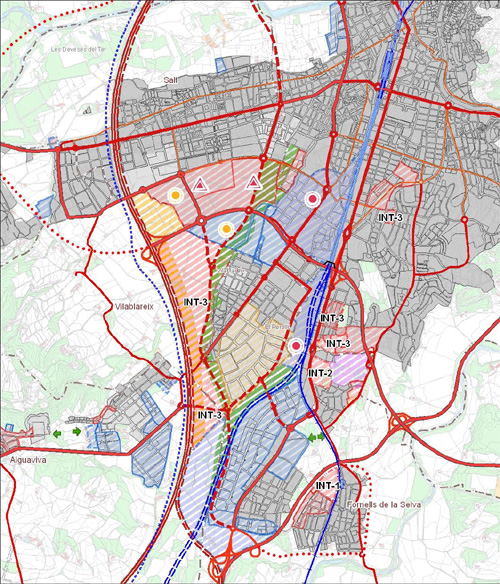 Les Deveses del Ter
Salt
INT-3
INT-3
Vilablareix
INT-3
INT-3
INT-2
INT-3
Aiguaviva
INT-1
Fornells de la Selva